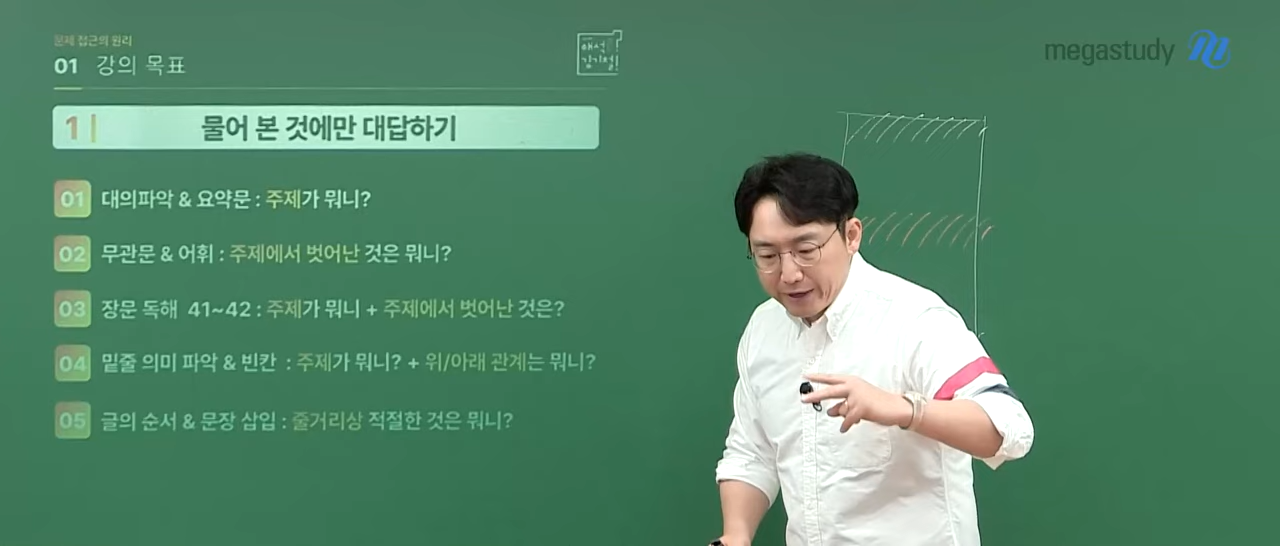 문제 접근의 원리
01 강의 목표
해석!
김기철!
megastudy
1 물어 본 것에만 대답하기
01 대의파악 & 요약문 : 주제가 뭐니?
02 무관문 & 어휘 : 주제에서 벗어난 것은 뭐니?
03 장문 독해 41~42 : 주제가 뭐니 + 주제에서 벗어난 것은?
04 밑줄 의미 파악 & 빈칸 : 주제가 뭐니? + 위/아래 관계는 뭐니?
05 글의 순서 & 문장 삽입 : 줄거리상 적절한 것은 뭐니?